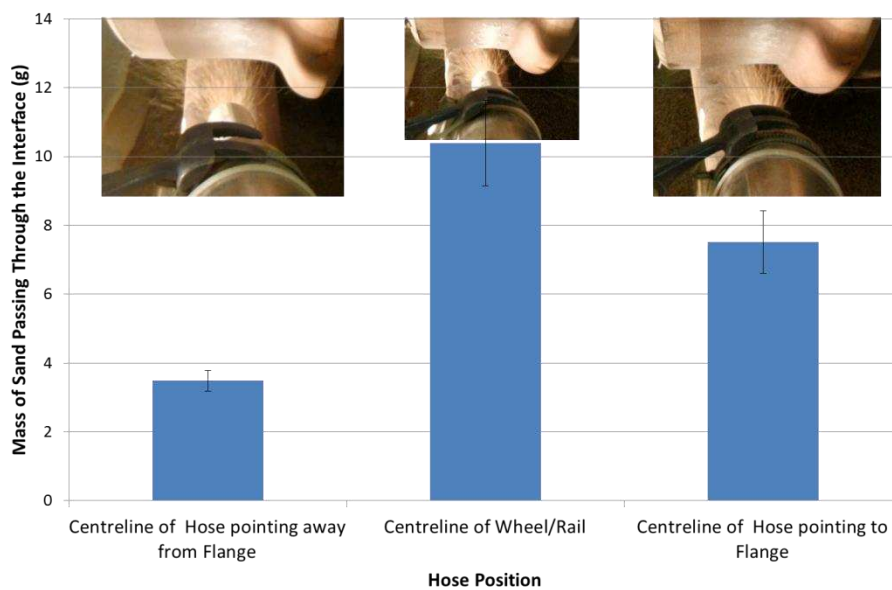 14
12
10
8
6
4
2
0
Mass of Sand Passing Through the Interface (g)
Centreline of  Hose pointing away
from Flange
Centreline of Wheel/Rail
Centreline of  Hose pointing to
Flange
Hose Position